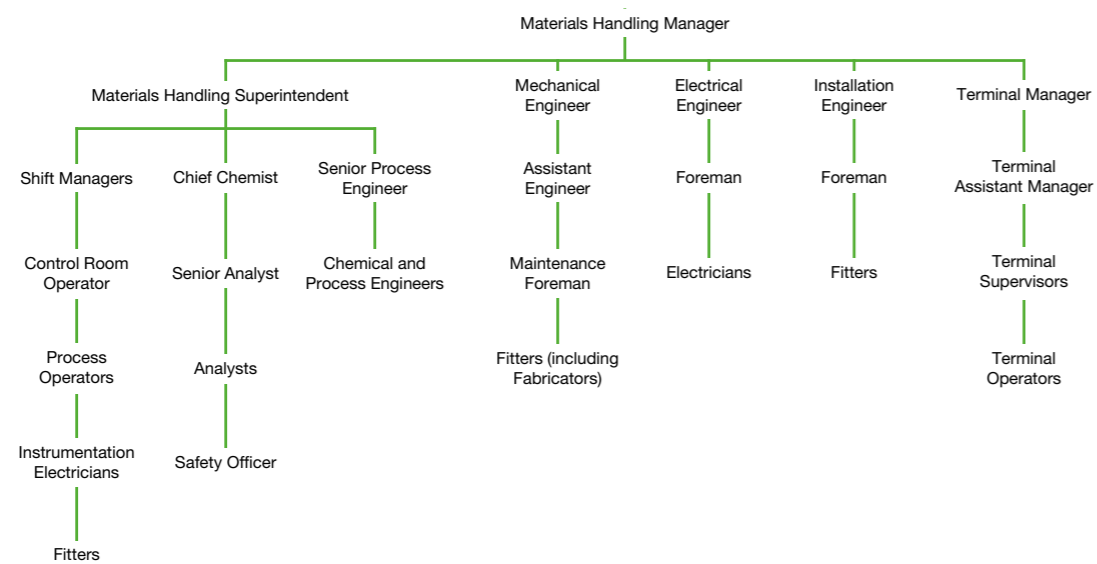 Materials Handling Manager
Materials Handling Superintendent
Mechanical
Engineer
Electrical
Engineer
Installation
Engineer
Terminal Manager
Shift Managers
Chief Chemist
Senior Process
Engineer
Assistant
Engineer
Foreman
Foreman
Terminal
Assistant Manager
Control Room
Operator
Senior Analyst
Chemical and
Process Engineers
Maintenance
Foreman
Electricians
Fitters
Terminal
Supervisors
Process
Operators
Analysts
Fitters (including
Fabricators)
Terminal
Operators
Instrumentation
Electricians
Safety Officer
Fitters